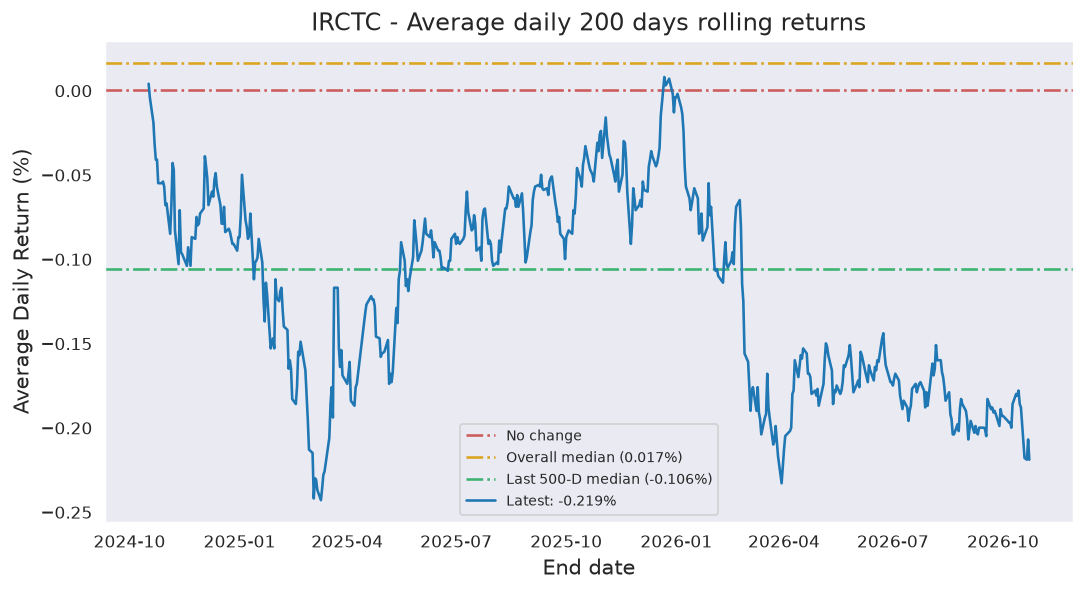 IRCTC - Average daily 200 days rolling returns
Average Daily Return (%)
0.00
−0.05
−0.10
−0.15
−0.20
−0.25
No change
Overall median (0.017%)
Last 500-D median (-0.106%)
Latest: -0.219%
2024-10 2025-01 2025-04 2025-07 2025-10 2026-01 2026-04 2026-07 2026-10
End date